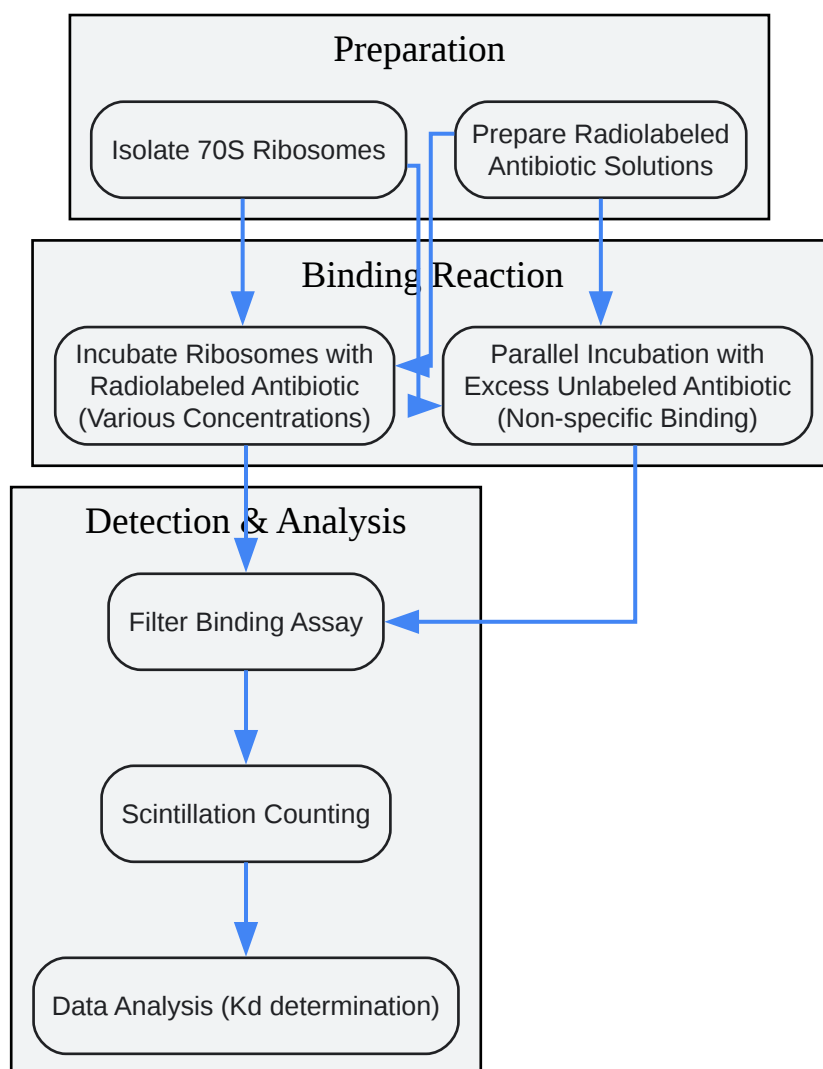 Preparation
Isolate 70S Ribosomes
Prepare Radiolabeled
Antibiotic Solutions
Binding Reaction
Incubate Ribosomes with
Radiolabeled Antibiotic
(Various Concentrations)
Parallel Incubation with
Excess Unlabeled Antibiotic
(Non-specific Binding)
Detection & Analysis
Filter Binding Assay
Scintillation Counting
Data Analysis (Kd determination)